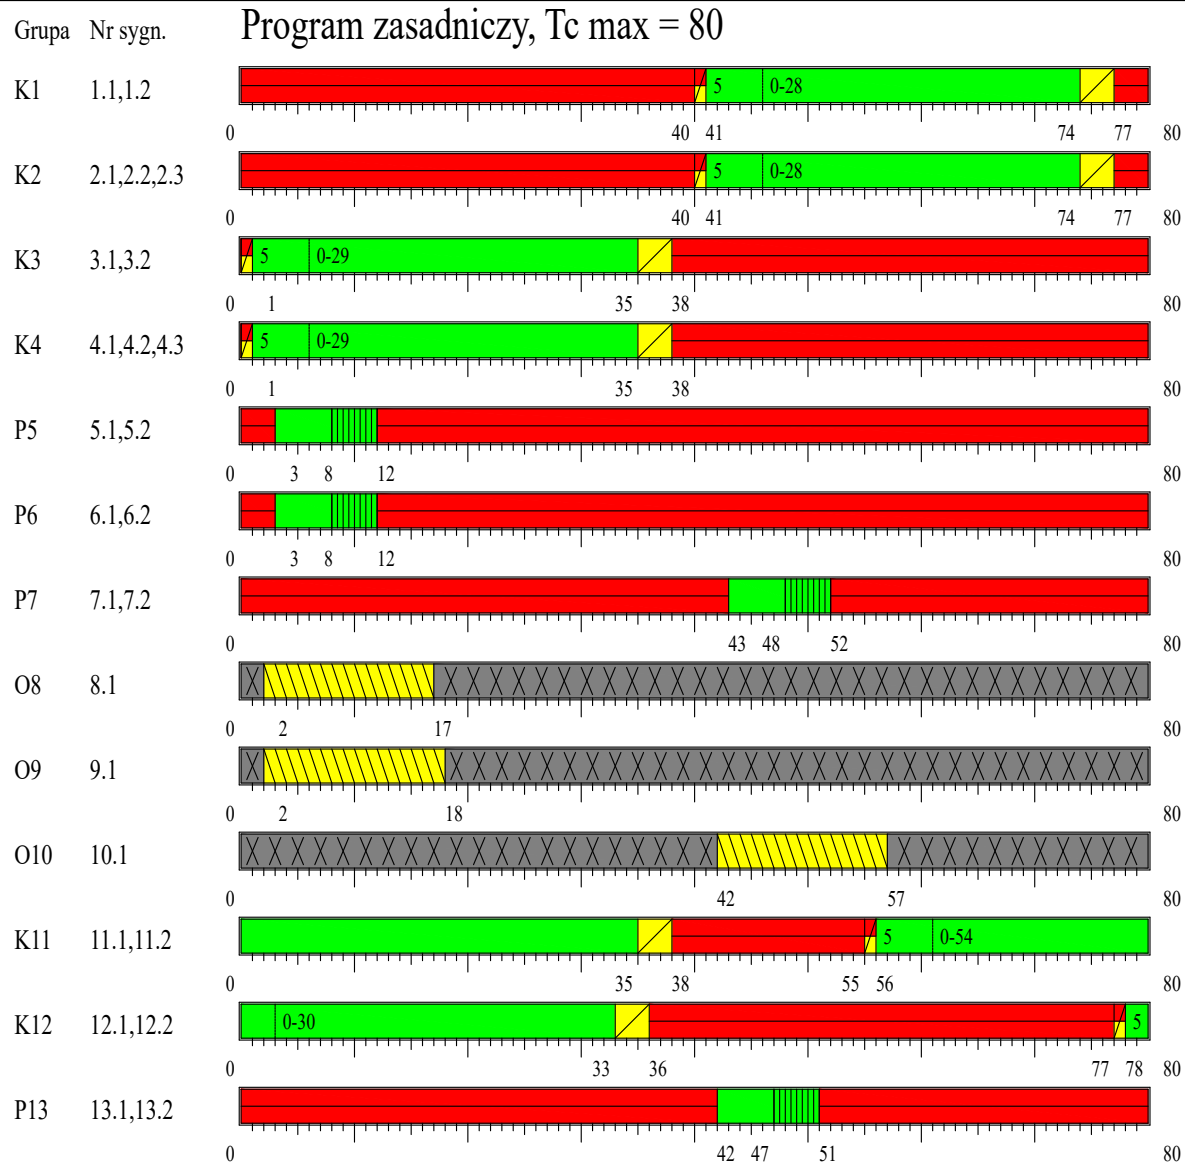 Grupa Nr sygn. Program zasadniczy, Tc max = 80
K1 1.1,1.2 5 0-28
0 40 41 74 77 80
K2 2.1,2.2,2.3 5 0-28
0 40 41 74 77 80
K3 3.1,3.2 5 0-29
0 1 35 38 80
K4 4.1,4.2,4.3 5 0-29
0 1 35 38 80
P5 5.1,5.2
0 3 8 12 80
P6 6.1,6.2
0 3 8 12 80
P7 7.1,7.2
0 43 48 52 80
O8 8.1
0 2 17 80
O9 9.1
0 2 18 80
O10 10.1
0 42 57 80
K11 11.1,11.2 5 0-54
0 35 38 55 56 80
K12 12.1,12.2 0-30 5
0 33 36 77 78 80
P13 13.1,13.2
0 42 47 51 80